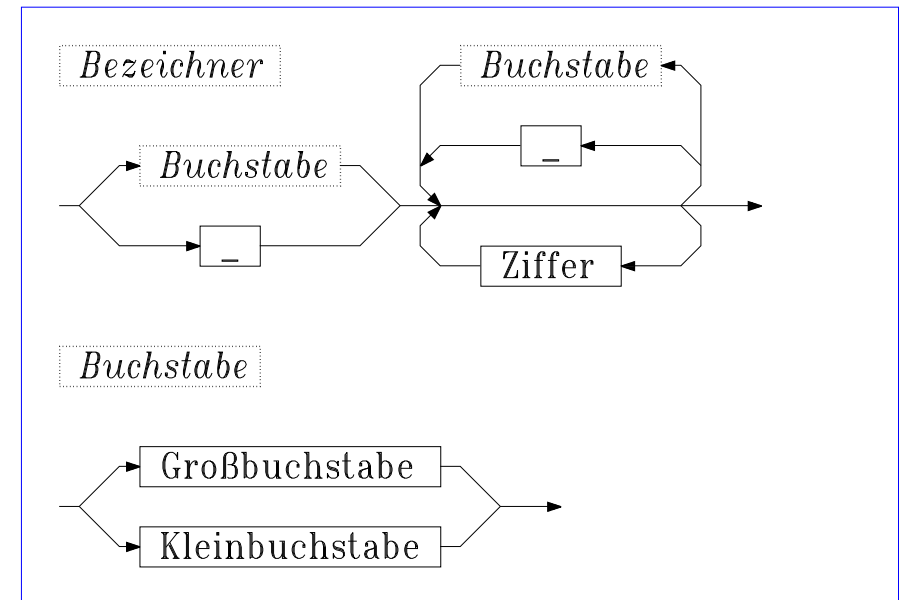 Bezeichner
Buchstabe
_
Buchstabe
_
Ziffer
Buchstabe
Großbuchstabe
Kleinbuchstabe